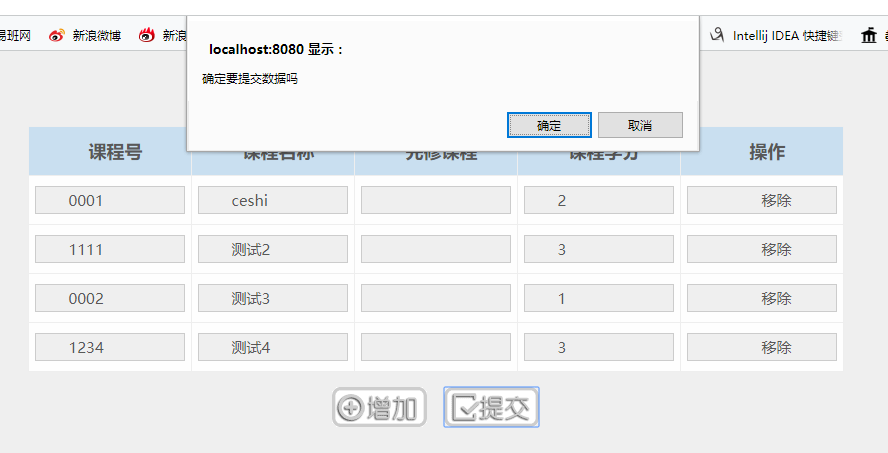 易班网 新浪微博 新浪 Intellij IDEA 快捷键
localhost:8080 显示：
确定要提交数据吗
确定 取消
课程号 课程名称 先修课程 课程学分 操作
0001 ceshi 2 移除
1111 测试2 3 移除
0002 测试3 1 移除
1234 测试4 3 移除
增加 提交